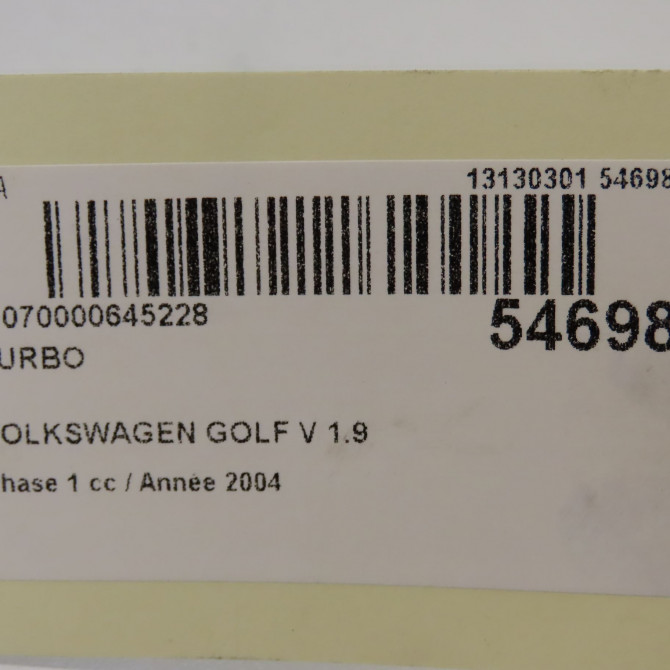 A 13130301 54698
070000645228 54698
URBO
OLKSWAGEN GOLF V 1.9
hase 1 cc / Année 2004